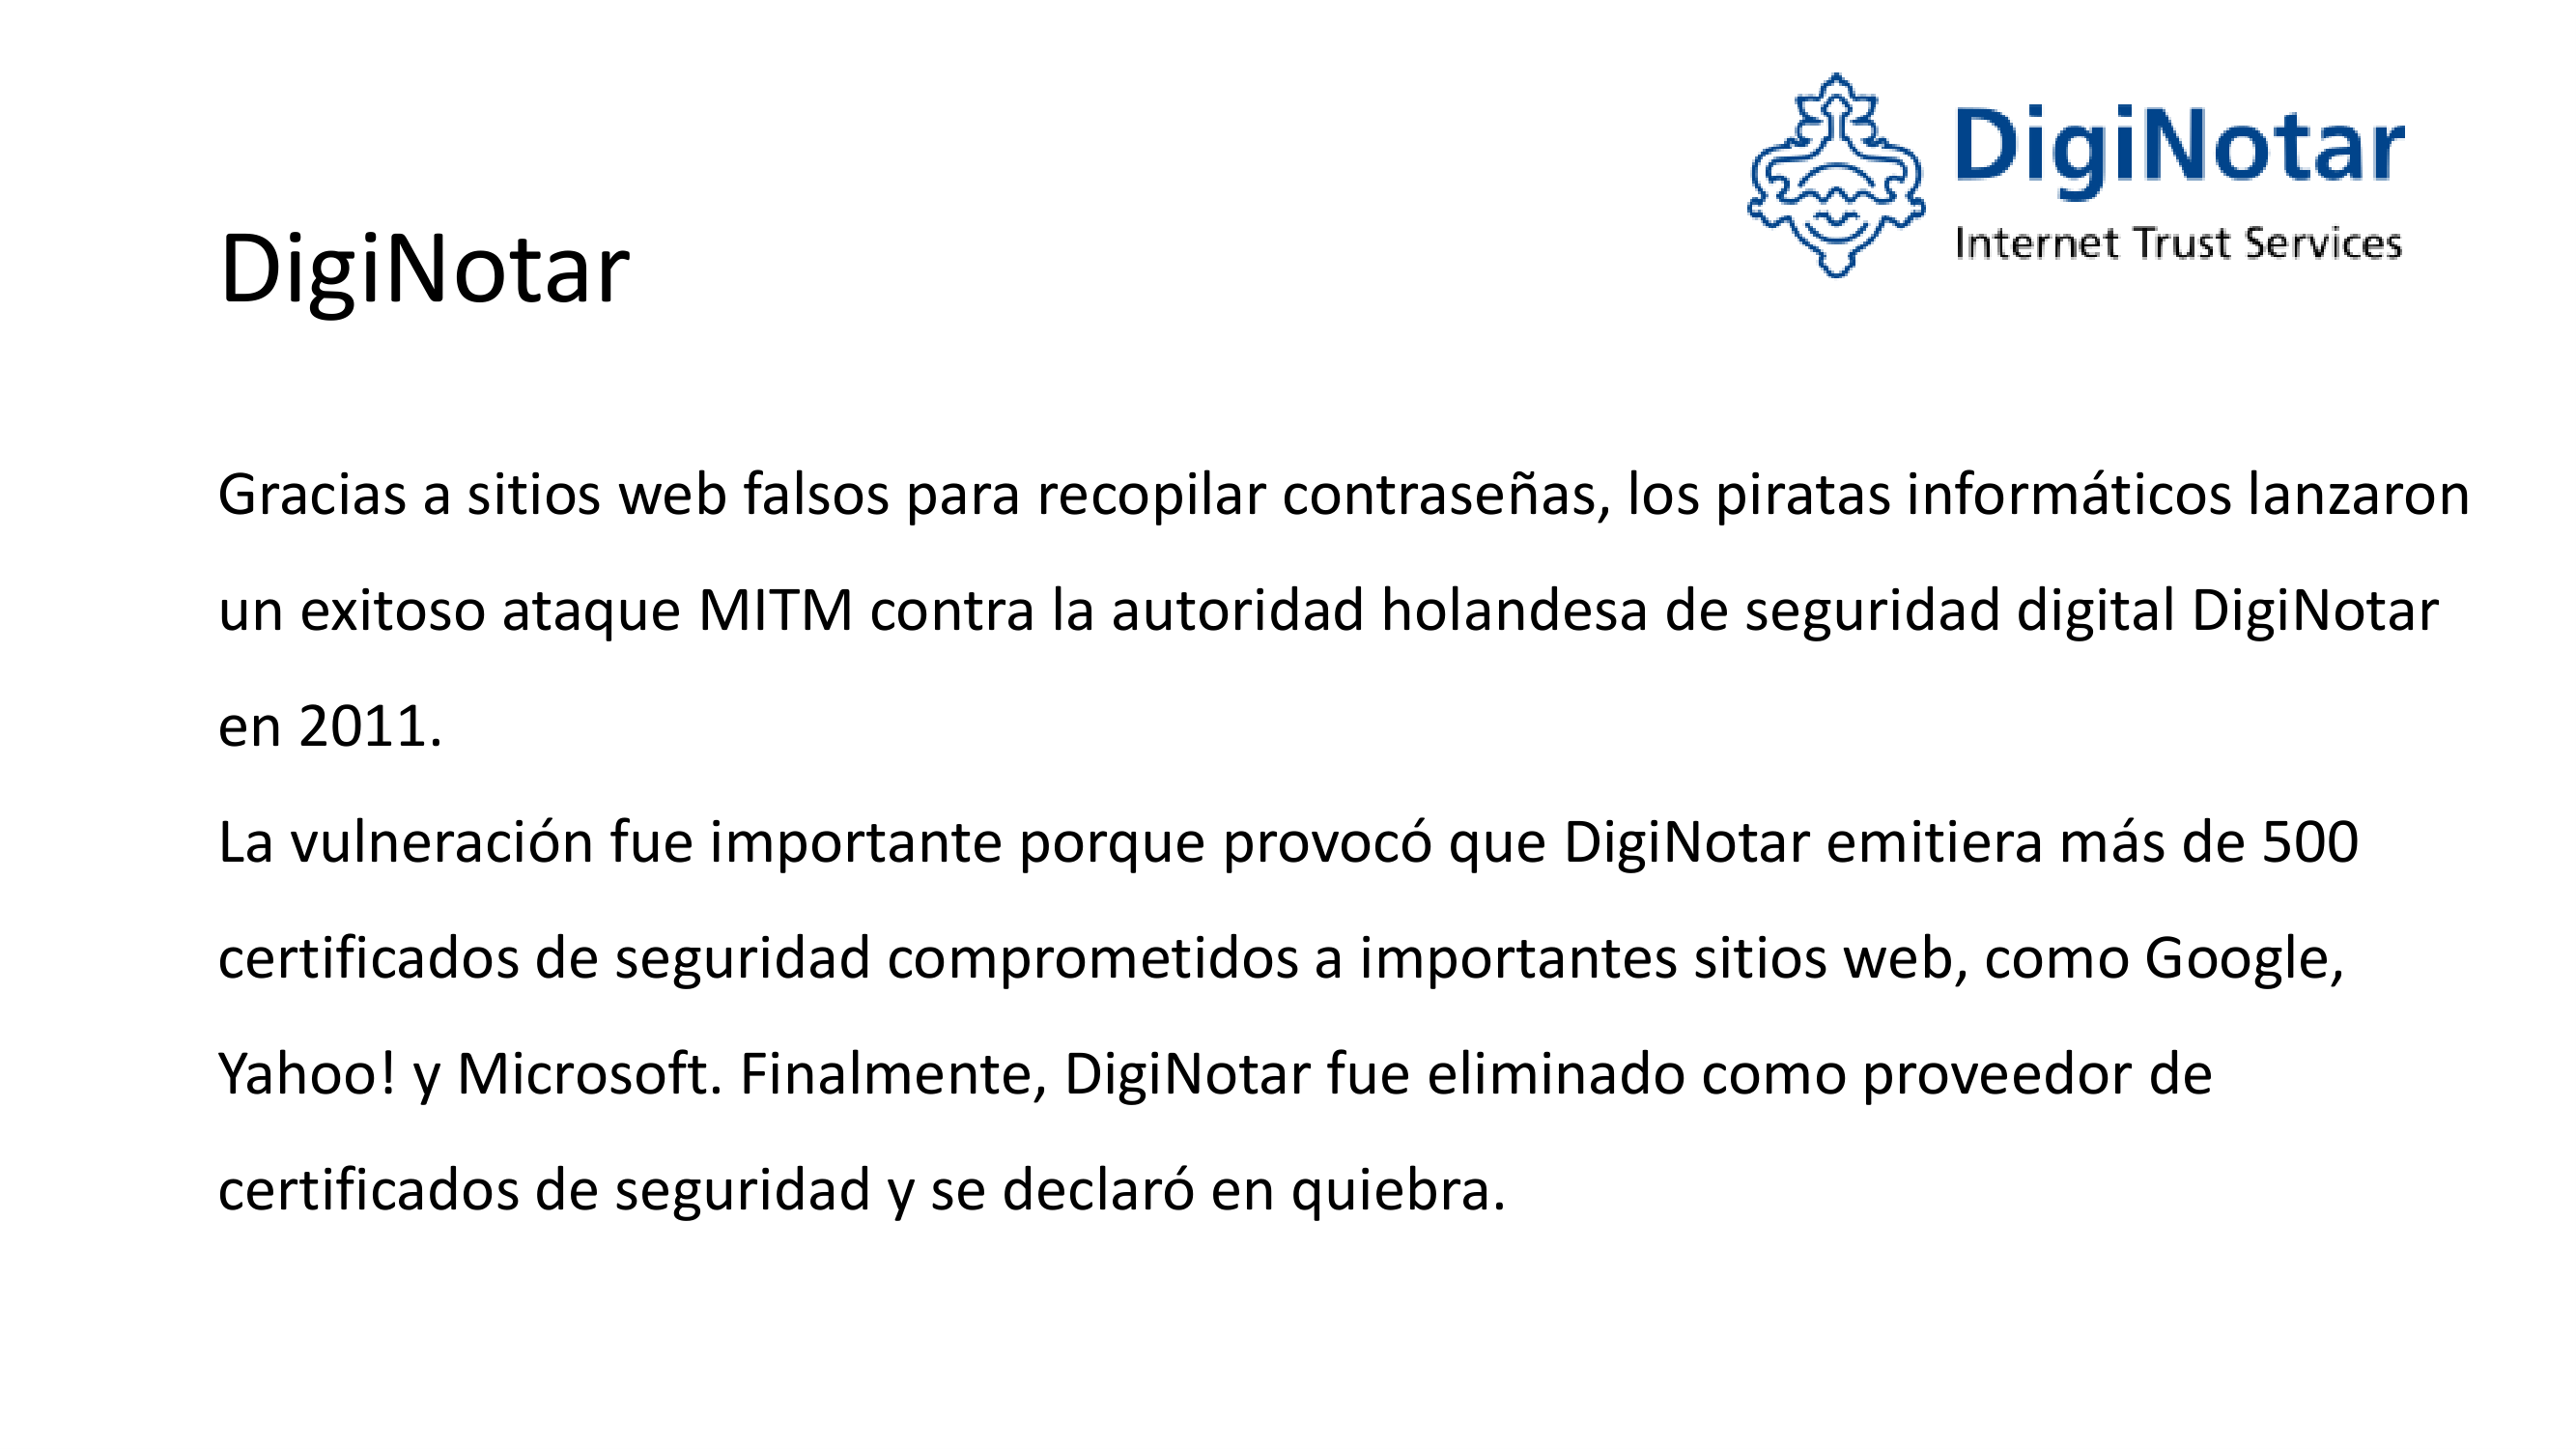 DigiNotar
Internet Trust Services
DigiNotar
Gracias a sitios web falsos para recopilar contraseñas, los piratas informáticos lanzaron
un exitoso ataque MITM contra la autoridad holandesa de seguridad digital DigiNotar
en 2011.
La vulneración fue importante porque provocó que DigiNotar emitiera más de 500
certificados de seguridad comprometidos a importantes sitios web, como Google,
Yahoo! y Microsoft. Finalmente, DigiNotar fue eliminado como proveedor de
certificados de seguridad y se declaró en quiebra.